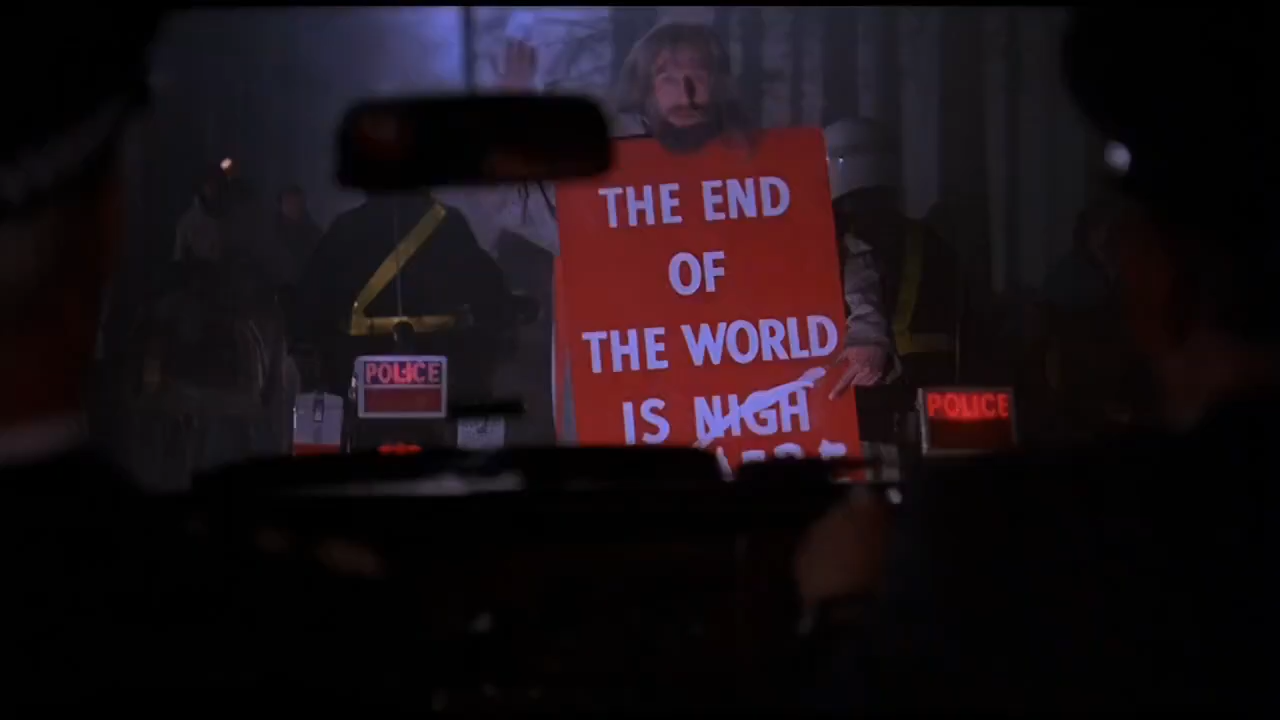 THE END
OF
THE WORLD
IS NIGH
POLICE
POLICE